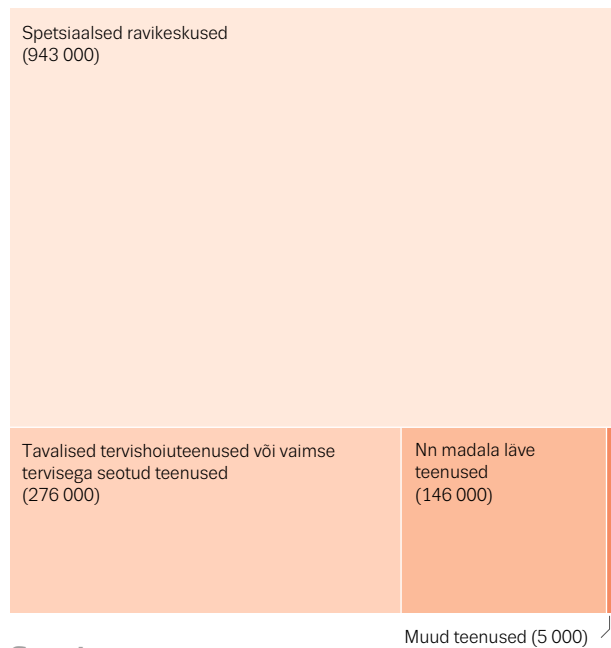 Spetsiaalsed ravikeskused
(943 000)
Tavalised tervishoiuteenused või vaimse
tervisega seotud teenused
(276 000)
Nn madala läve
teenused
(146 000)
Muud teenused (5 000)